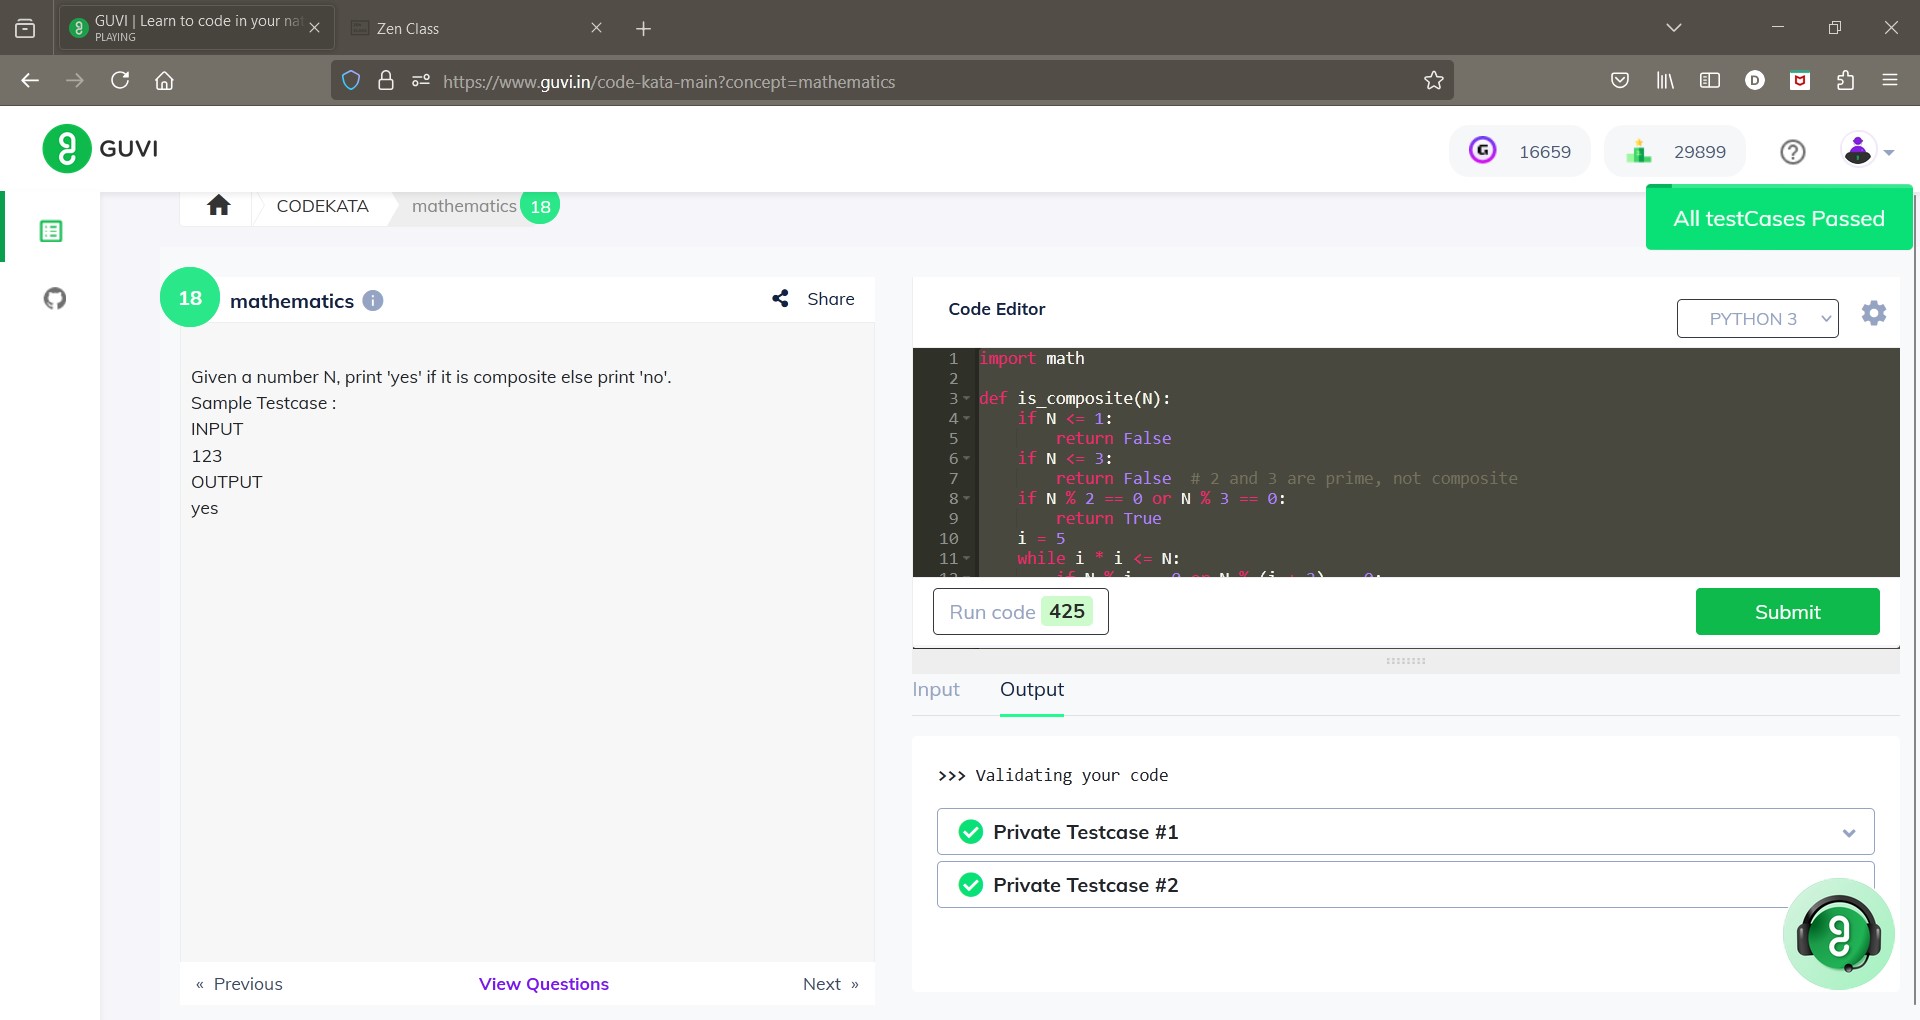 GUVI | Learn to code in your nat
PLAYING
Zen Class
https://www.guvi.in/code-kata-main?concept=mathematics
D
GUVI
G
16659
29899
CODEKATA
mathematics
18
All testCases Passed
18
mathematics
Share
Given a number N, print 'yes' if it is composite else print 'no'.
Sample Testcase :
INPUT
123
OUTPUT
yes
« Previous
View Questions
Next »
Code Editor
PYTHON 3
1 import math
2
3 def is_composite(N):
4 if N <= 1:
5 return False
6 if N <= 3:
7 return False # 2 and 3 are prime, not composite
8 if N % 2 == 0 or N % 3 == 0:
9 return True
10 i = 5
11 while i * i <= N:
Run code 425
Submit
Input
Output
>>> Validating your code
Private Testcase #1
Private Testcase #2